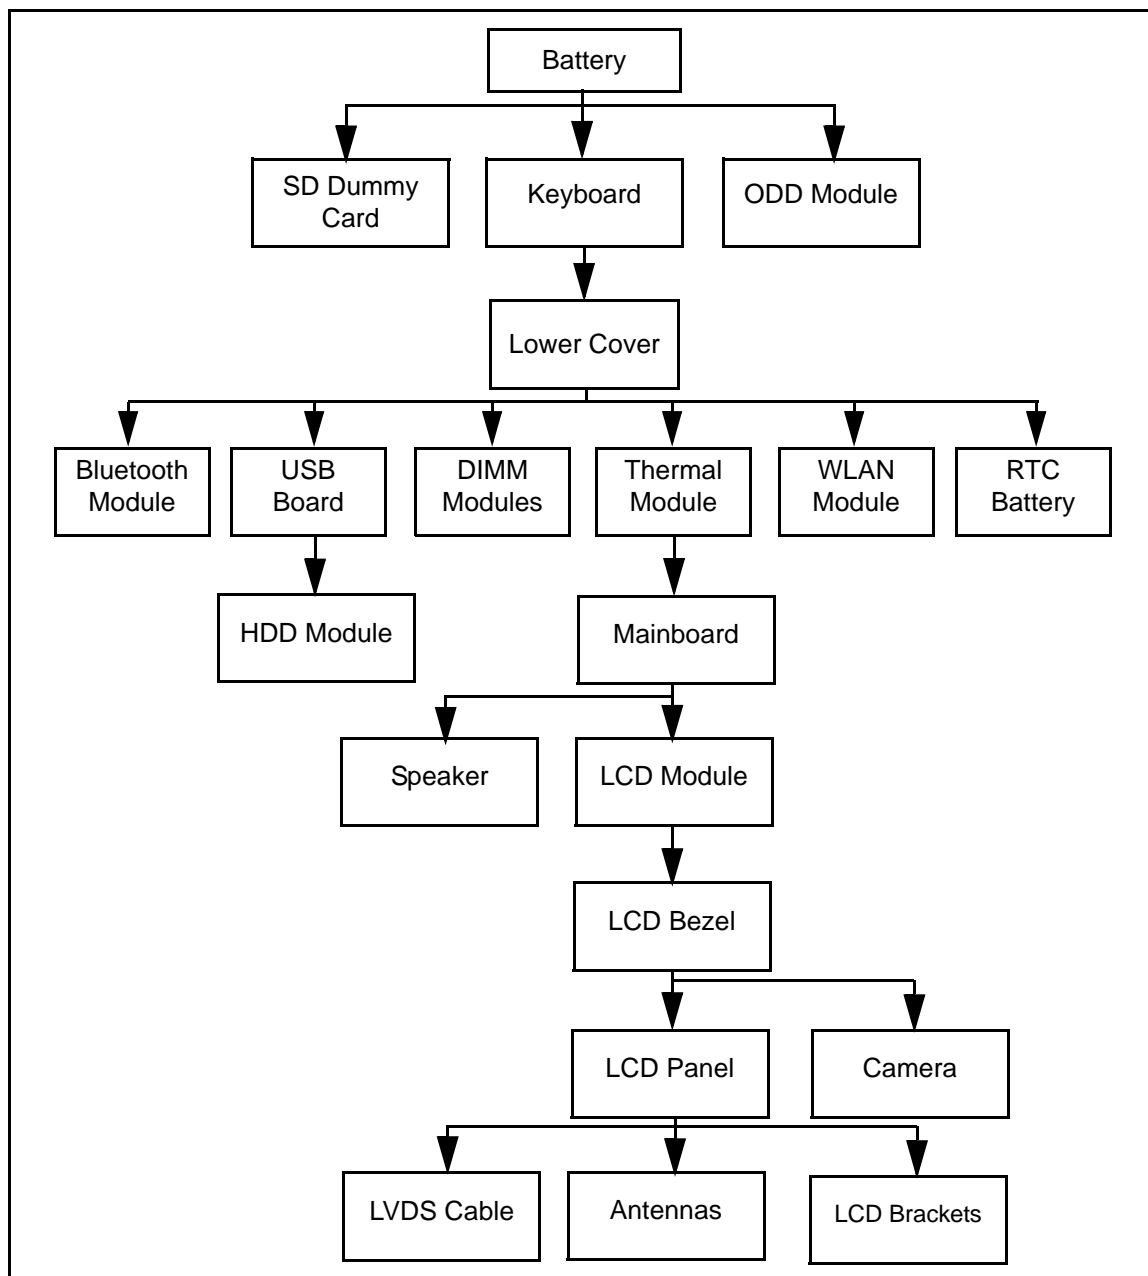 Battery
SD Dummy
Card
Keyboard
ODD Module
Lower Cover
Bluetooth
Module
USB
Board
DIMM
Modules
Thermal
Module
WLAN
Module
RTC
Battery
HDD Module
Mainboard
Speaker
LCD Module
LCD Bezel
LCD Panel
Camera
LVDS Cable
Antennas
LCD Brackets